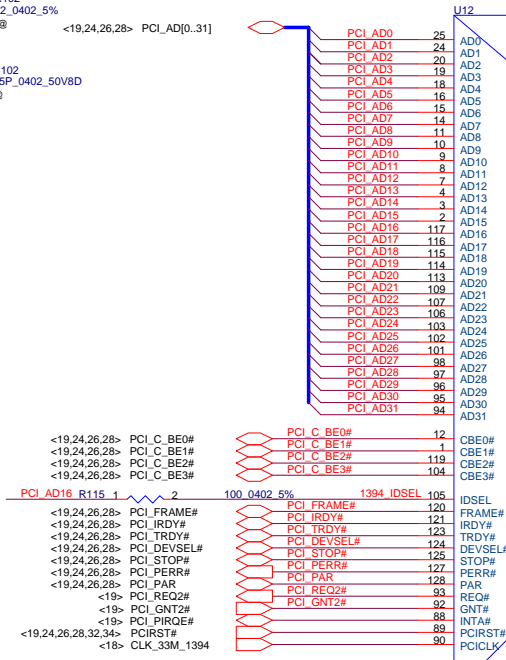 2_0402_5%
@
102
5P_0402_50V8D
<19,24,26,28> PCI_AD[0..31]
U12
PCI_AD0 25 AD0
PCI_AD1 24 AD1
PCI_AD2 20 AD2
PCI_AD3 19 AD3
PCI_AD4 18 AD4
PCI_AD5 16 AD5
PCI_AD6 15 AD6
PCI_AD7 14 AD7
PCI_AD8 11 AD8
PCI_AD9 10 AD9
PCI_AD10 9 AD10
PCI_AD11 8 AD11
PCI_AD12 7 AD12
PCI_AD13 4 AD13
PCI_AD14 3 AD14
PCI_AD15 2 AD15
PCI_AD16 117 AD16
PCI_AD17 116 AD17
PCI_AD18 115 AD18
PCI_AD19 114 AD19
PCI_AD20 113 AD20
PCI_AD21 109 AD21
PCI_AD22 107 AD22
PCI_AD23 106 AD23
PCI_AD24 103 AD24
PCI_AD25 102 AD25
PCI_AD26 101 AD26
PCI_AD27 98 AD27
PCI_AD28 97 AD28
PCI_AD29 96 AD29
PCI_AD30 95 AD30
PCI_AD31 94 AD31
<19,24,26,28> PCI_C_BE0# PCI_C_BE0# 12 CBE0#
<19,24,26,28> PCI_C_BE1# PCI_C_BE1# 1 CBE1#
<19,24,26,28> PCI_C_BE2# PCI_C_BE2# 119 CBE2#
<19,24,26,28> PCI_C_BE3# PCI_C_BE3# 104 CBE3#
PCI_AD16 R115 1 2 100_0402_5% 1394_IDSEL 105 IDSEL
<19,24,26,28> PCI_FRAME# PCI_FRAME# 120 FRAME#
<19,24,26,28> PCI_IRDY# PCI_IRDY# 121 IRDY#
<19,24,26,28> PCI_TRDY# PCI_TRDY# 123 TRDY#
<19,24,26,28> PCI_DEVSEL# PCI_DEVSEL# 124 DEVSEL#
<19,24,26,28> PCI_STOP# PCI_STOP# 125 STOP#
<19,24,26,28> PCI_PERR# PCI_PERR# 127 PERR#
<19,24,26,28> PCI_PAR PCI_PAR 128 PAR
<19> PCI_REQ2# PCI_REQ2# 93 REQ#
<19> PCI_GNT2# PCI_GNT2# 92 GNT#
<19> PCI_PIRQE# 88 INTA#
<19,24,26,28,32,34> PCIRST# 89 PCIRST#
<18> CLK_33M_1394 90 PCICLK